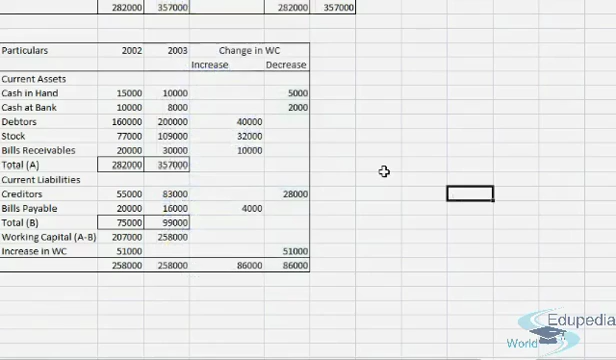 282000 357000 282000 357000
Particulars 2002 2003 Change in WC
Increase Decrease
Current Assets
Cash in Hand 15000 10000 5000
Cash at Bank 10000 8000 2000
Debtors 160000 200000 40000
Stock 77000 109000 32000
Bills Receivables 20000 30000 10000
Total (A) 282000 357000
Current Liabilities
Creditors 55000 83000 28000
Bills Payable 20000 16000 4000
Total (B) 75000 99000
Working Capital (A-B) 207000 258000
Increase in WC 51000 51000
258000 258000 86000 86000
Edupedia
World